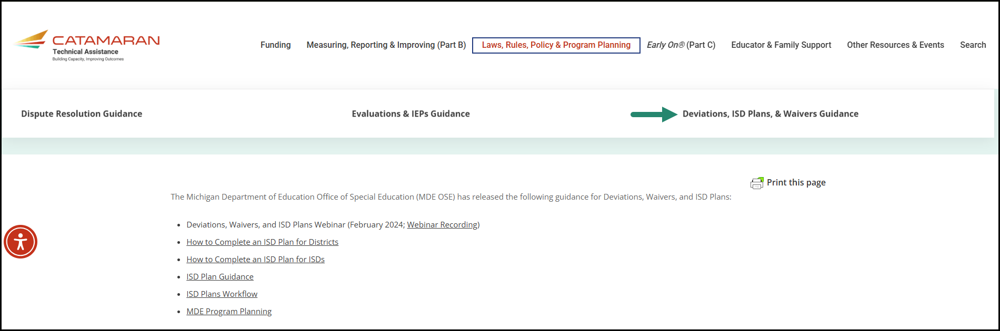 CATAMARAN
Technical Assistance
Building Capacity, Improving Outcomes
Funding
Measuring, Reporting & Improving (Part B)
Laws, Rules, Policy & Program Planning
Early On® (Part C)
Educator & Family Support
Other Resources & Events
Search
Dispute Resolution Guidance
Evaluations & IEPs Guidance
Deviations, ISD Plans, & Waivers Guidance
Print this page
The Michigan Department of Education Office of Special Education (MDE OSE) has released the following guidance for Deviations, Waivers, and ISD Plans:
• Deviations, Waivers, and ISD Plans Webinar (February 2024; Webinar Recording)
• How to Complete an ISD Plan for Districts
• How to Complete an ISD Plan for ISDs
• ISD Plan Guidance
• ISD Plans Workflow
• MDE Program Planning